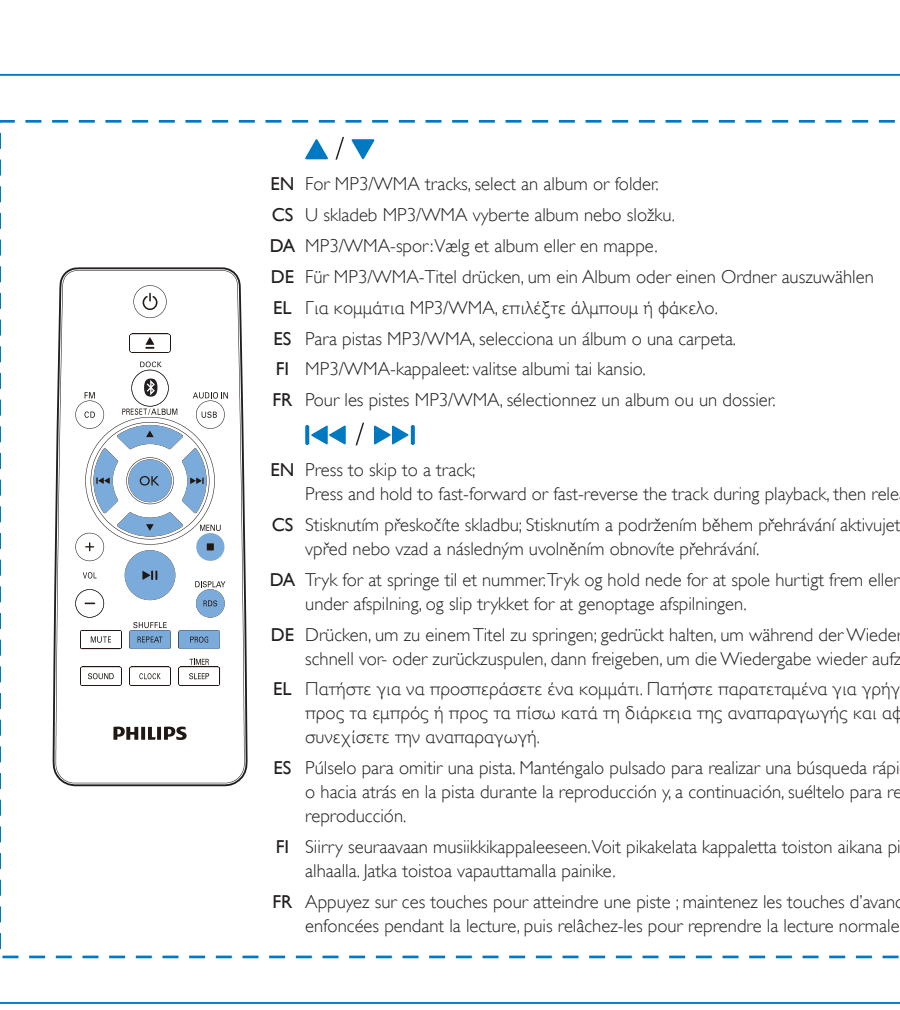 ▲ / ▼
EN For MP3/WMA tracks, select an album or folder.
CS U skladeb MP3/WMA vyberte album nebo složku.
DA MP3/WMA-spor: Vælg et album eller en mappe.
DE Für MP3/WMA-Titel drücken, um ein Album oder einen Ordner auszuwählen
EL Για κομμάτια MP3/WMA, επιλέξτε άλμπουμ ή φάκελο.
ES Para pistas MP3/WMA, selecciona un álbum o una carpeta.
FI MP3/WMA-kappaleet: valitse albumi tai kansio.
FR Pour les pistes MP3/WMA, sélectionnez un album ou un dossier.
EN Press to skip to a track;
Press and hold to fast-forward or fast-reverse the track during playback, then relea
CS Stisknutím přeskočíte skladbu; Stisknutím a podržením během přehrávání aktivujet
vpřed nebo vzad a následným uvolněním obnovíte přehrávání.
DA Tryk for at springe til et nummer. Tryk og hold nede for at spole hurtigt frem eller
under afspilning, og slip trykket for at genoptage afspilningen.
DE Drücken, um zu einem Titel zu springen; gedrückt halten, um während der Wieder
schnell vor- oder zurückzuspulen, dann freigeben, um die Wiedergabe wieder aufz
EL Πατήστε για να προσπεράσετε ένα κομμάτι. Πατήστε παρατεταμένα για γρήγ
προς τα εμπρός ή προς τα πίσω κατά τη διάρκεια της αναπαραγωγής και αφ
συνεχίσετε την αναπαραγωγή.
ES Púlselo para omitir una pista. Manténgalo pulsado para realizar una búsqueda rápi
o hacia atrás en la pista durante la reproducción y, a continuación, suéltelo para re
reproducción.
FI Siirry seuraavaan musiikkikappaleeseen. Voit pikakelata kappaletta toiston aikana pi
alhaalla. Jatka toistoa vapauttamalla painike.
FR Appuyez sur ces touches pour atteindre une piste ; maintenez les touches d'avanc
enfoncées pendant la lecture, puis relâchez-les pour reprendre la lecture normale
DOCK
FM
AUDIO IN
CD
PRESET/ALBUM
USB
OK
MENU
+
VOL
DISPLAY
−
RDS
SHUFFLE
MUTE REPEAT PROG
TIMER
SOUND CLOCK SLEEP
PHILIPS